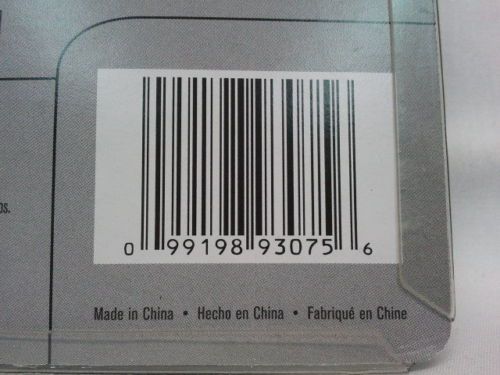 0 99198 93075 6
Made in China • Hecho en China • Fabriqué en Chine